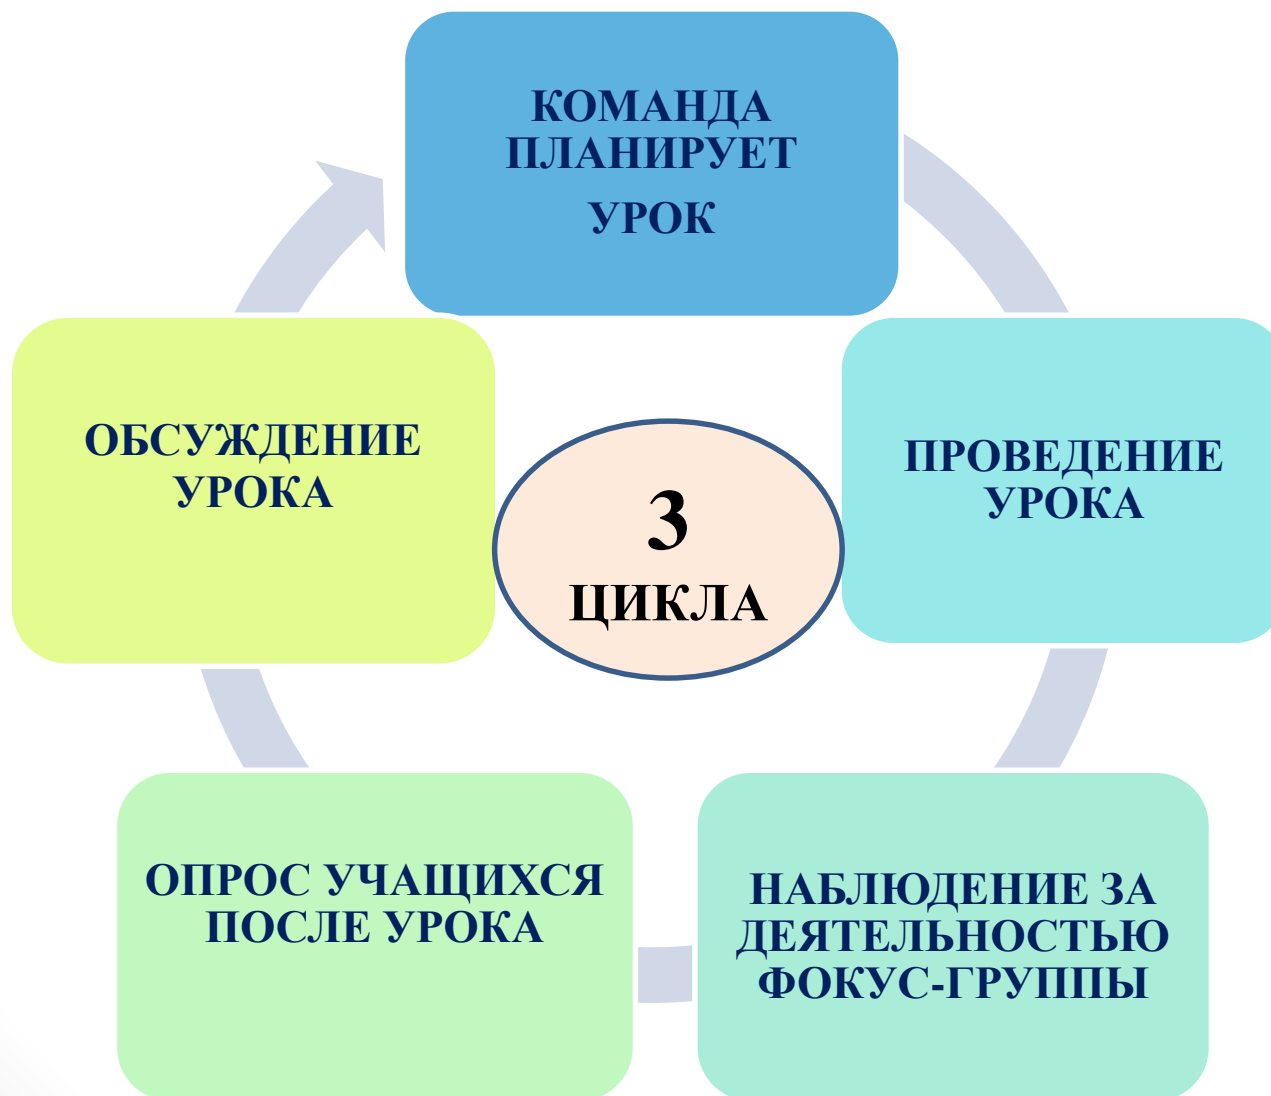 КОМАНДА
ПЛАНИРУЕТ
УРОК
ПРОВЕДЕНИЕ
УРОКА
НАБЛЮДЕНИЕ ЗА
ДЕЯТЕЛЬНОСТЬЮ
ФОКУС-ГРУППЫ
ОПРОС УЧАЩИХСЯ
ПОСЛЕ УРОКА
ОБСУЖДЕНИЕ
УРОКА
3
ЦИКЛА